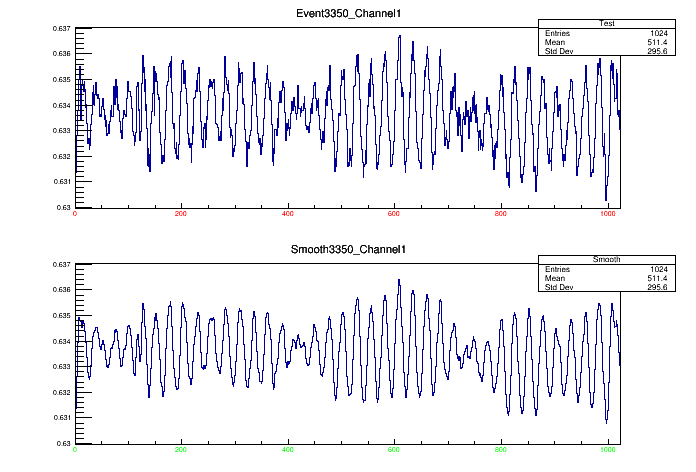 Event3350_Channel1
Test
Entries 1024
Mean 511.4
Std Dev 295.6
0.637
0.636
0.635
0.634
0.633
0.632
0.631
0.63
0 200 400 600 800 1000
Smooth3350_Channel1
Smooth
Entries 1024
Mean 511.4
Std Dev 295.6
0.637
0.636
0.635
0.634
0.633
0.632
0.631
0.63
0 200 400 600 800 1000